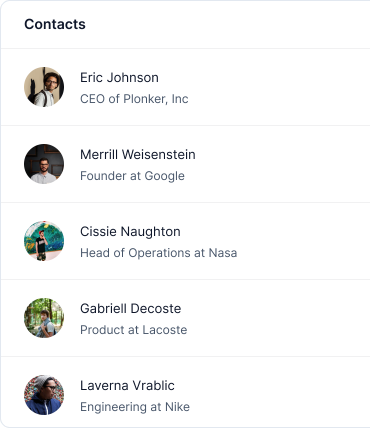 Contacts
Eric Johnson
CEO of Plonker, Inc
Merrill Weisenstein
Founder at Google
Cissie Naughton
Head of Operations at Nasa
Gabriell Decoste
Product at Lacoste
Laverna Vrablic
Engineering at Nike